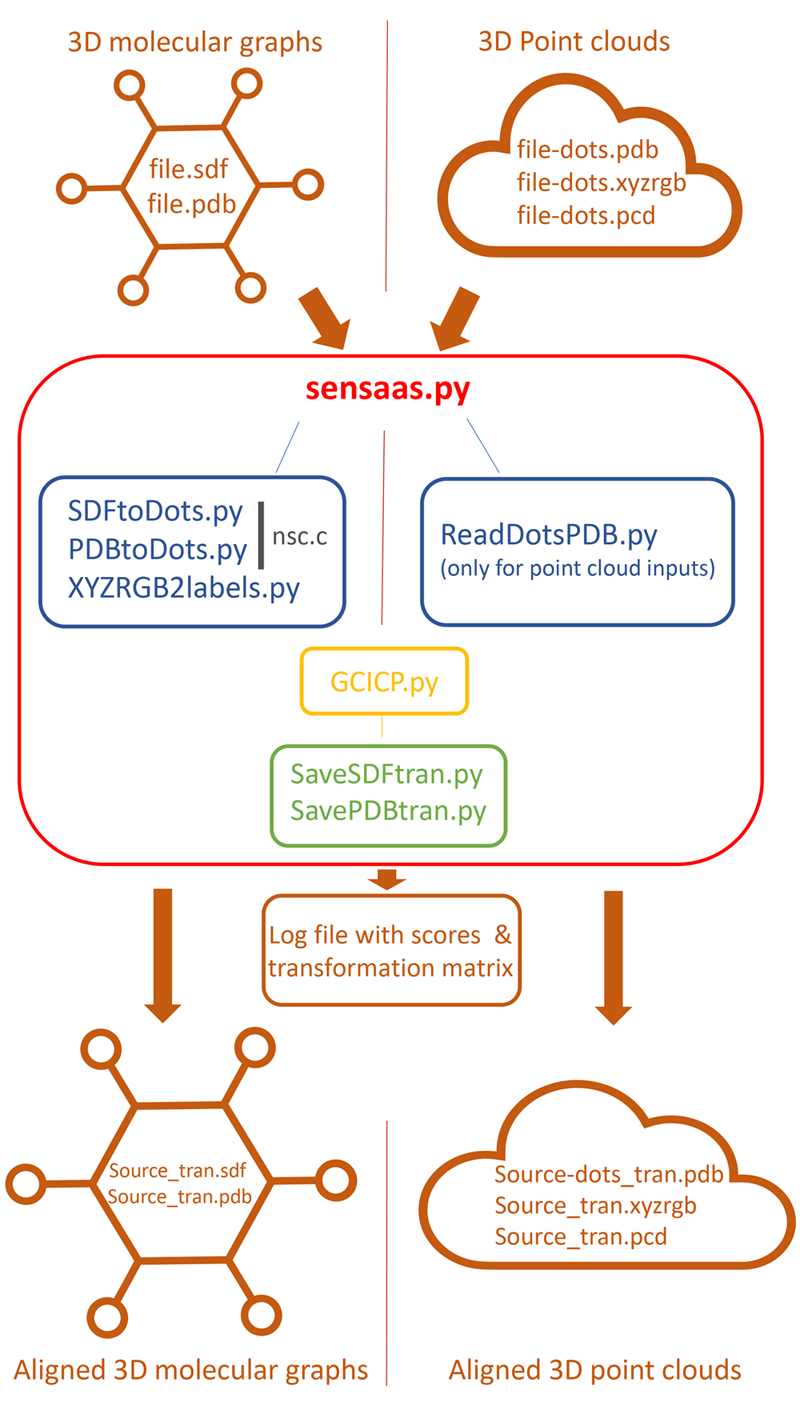 3D molecular graphs
3D Point clouds
file.sdf
file.pdb
file-dots.pdb
file-dots.xyzrgb
file-dots.pcd
sensaas.py
SDFtoDots.py
PDBtoDots.py
nsc.c
XYZRGB2labels.py
ReadDotsPDB.py
(only for point cloud inputs)
GCICP.py
SaveSDFtran.py
SavePDBtran.py
Log file with scores &
transformation matrix
Source_tran.sdf
Source_tran.pdb
Source-dots_tran.pdb
Source_tran.xyzrgb
Source_tran.pcd
Aligned 3D molecular graphs
Aligned 3D point clouds